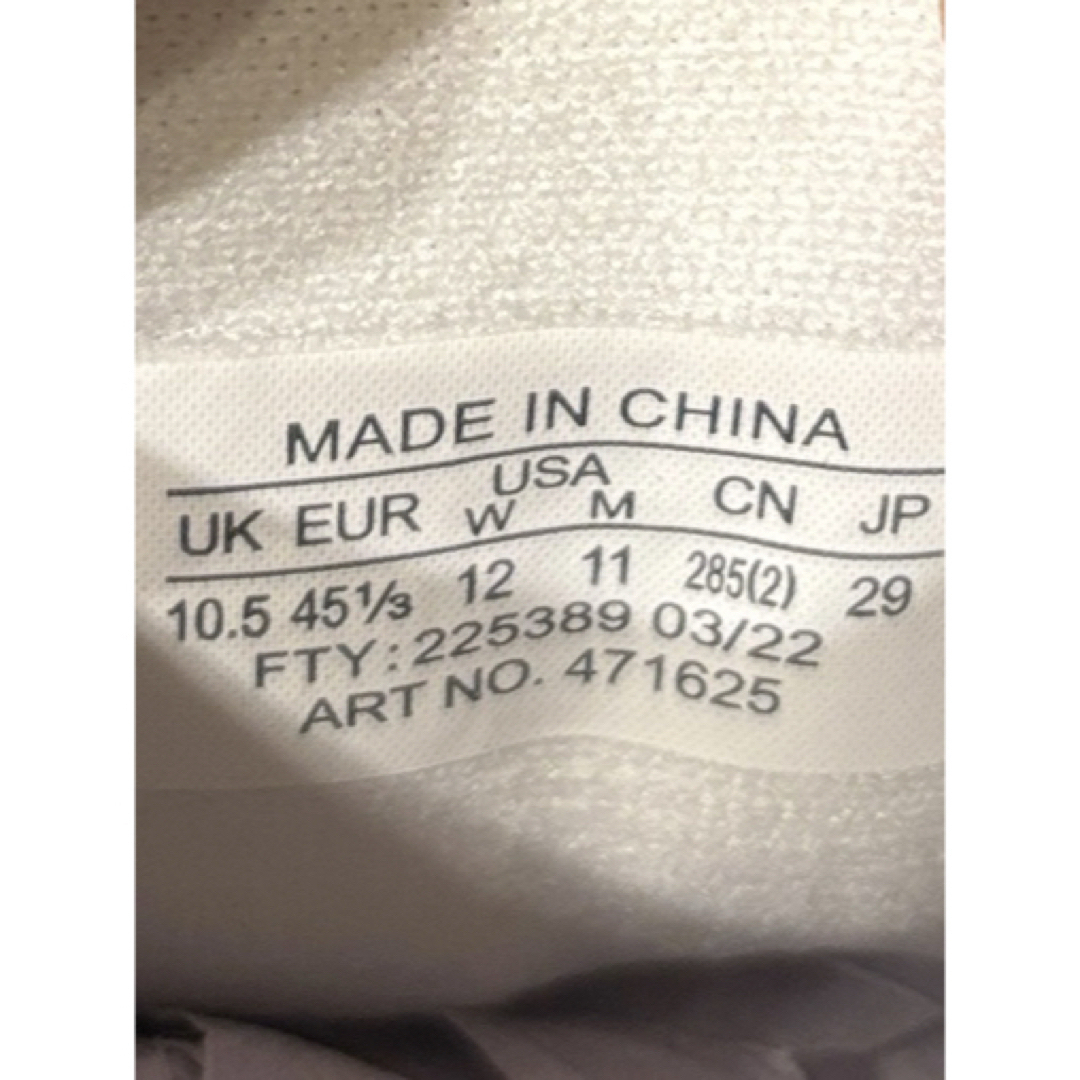 MADE IN CHINA
USA
UK EUR W M CN JP
10.5 45⅓ 12 11 285(2) 29
FTY: 225389 03/22
ART NO. 471625